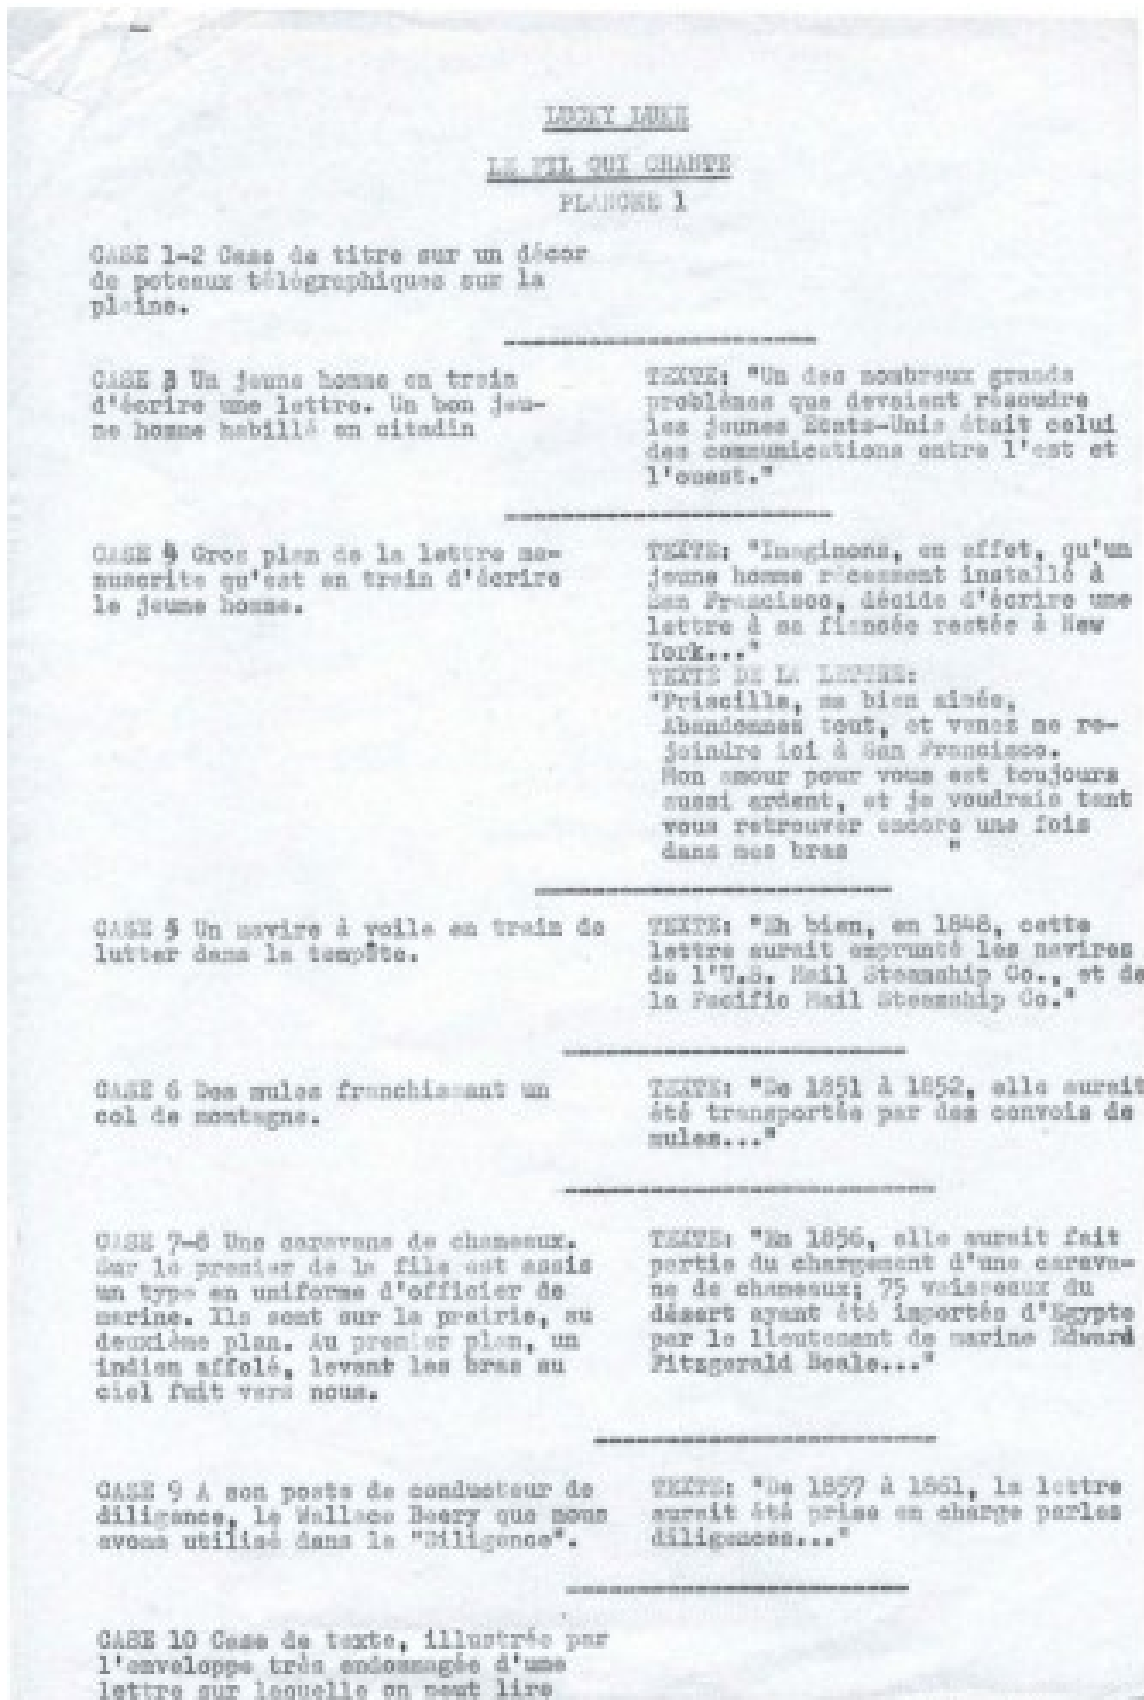 LUCKY LUKE
LE FIL QUI CHANTE
PLANCHE 1
CASE 1-2 Case de titre sur un décor
de poteaux télégraphiques sur la
plaine.
CASE 3 Un jeune homme en train
d'écrire une lettre. Un bon jeu-
ne homme habillé en citadin
TEXTE: "Un des nombreux grands
problèmes que devaient résoudre
les jeunes Etats-Unis était celui
des communications entre l'est et
l'ouest."
CASE 4 Gros plan de la lettre ma-
nuscrite qu'est en train d'écrire
le jeune homme.
TEXTE: "Imaginons, en effet, qu'un
jeune homme récemment installé à
San Francisco, décide d'écrire une
lettre à sa fiancée restée à New
York..."
TEXTE DE LA LETTRE:
"Priscilla, ma bien aimée,
Abandonnez tout, et venez me re-
joindre ici à San Francisco.
Mon amour pour vous est toujours
aussi ardent, et je voudrais tant
vous retrouver encore une fois
dans mes bras "
CASE 5 Un navire à voile en train de
lutter dans la tempête.
TEXTE: "Eh bien, en 1848, cette
lettre aurait emprunté les navires
de l'U.S. Mail Steamship Co., et de
la Pacific Mail Steamship Co."
CASE 6 Des mules franchissant un
col de montagne.
TEXTE: "De 1851 à 1852, elle aurait
été transportée par des convois de
mules..."
CASE 7-8 Une caravane de chameaux.
Sur le premier de la file est assis
un type en uniforme d'officier de
marine. Ils sont sur la prairie, au
deuxième plan. Au premier plan, un
indien affolé, levant les bras au
ciel fuit vers nous.
TEXTE: "En 1856, elle aurait fait
partie du chargement d'une carava-
ne de chameaux; 75 vaisseaux du
désert ayant été importés d'Egypte
par le lieutenant de marine Edward
Fitzgerald Beale..."
CASE 9 A son poste de conducteur de
diligence, le Wallace Beery que nous
avons utilisé dans la "Diligence".
TEXTE: "De 1857 à 1861, la lettre
aurait été prise en charge parles
diligences..."
CASE 10 Case de texte, illustrée par
l'enveloppe très endommagée d'une
lettre sur laquelle on peut lire